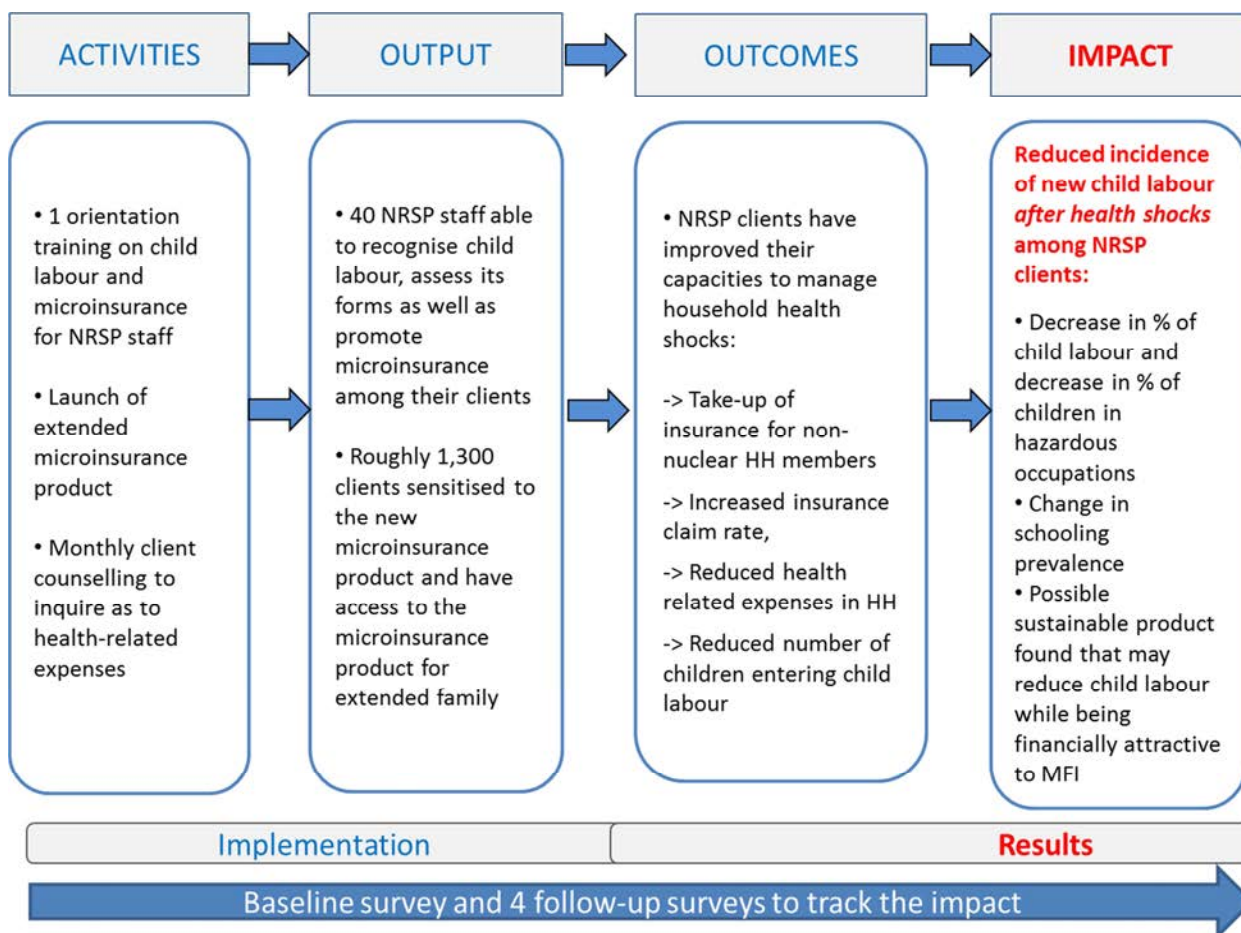 ACTIVITIES
OUTPUT
OUTCOMES
IMPACT
• 1 orientation
training on child
labour and
microinsurance
for NRSP staff
• Launch of
extended
microinsurance
product
• Monthly client
counselling to
inquire as to
health-related
expenses
• 40 NRSP staff able
to recognise child
labour, assess its
forms as well as
promote
microinsurance
among their clients
• Roughly 1,300
clients sensitised to
the new
microinsurance
product and have
access to the
microinsurance
product for
extended family
• NRSP clients have
improved their
capacities to manage
household health
shocks:
-> Take-up of
insurance for non-
nuclear HH members
-> Increased insurance
claim rate,
-> Reduced health
related expenses in HH
-> Reduced number of
children entering child
labour
Reduced incidence
of new child labour
after health shocks
among NRSP
clients:
• Decrease in % of
child labour and
decrease in % of
children in
hazardous
occupations
• Change in
schooling
prevalence
• Possible
sustainable product
found that may
reduce child labour
while being
financially attractive
to MFI
Implementation
Results
Baseline survey and 4 follow-up surveys to track the impact